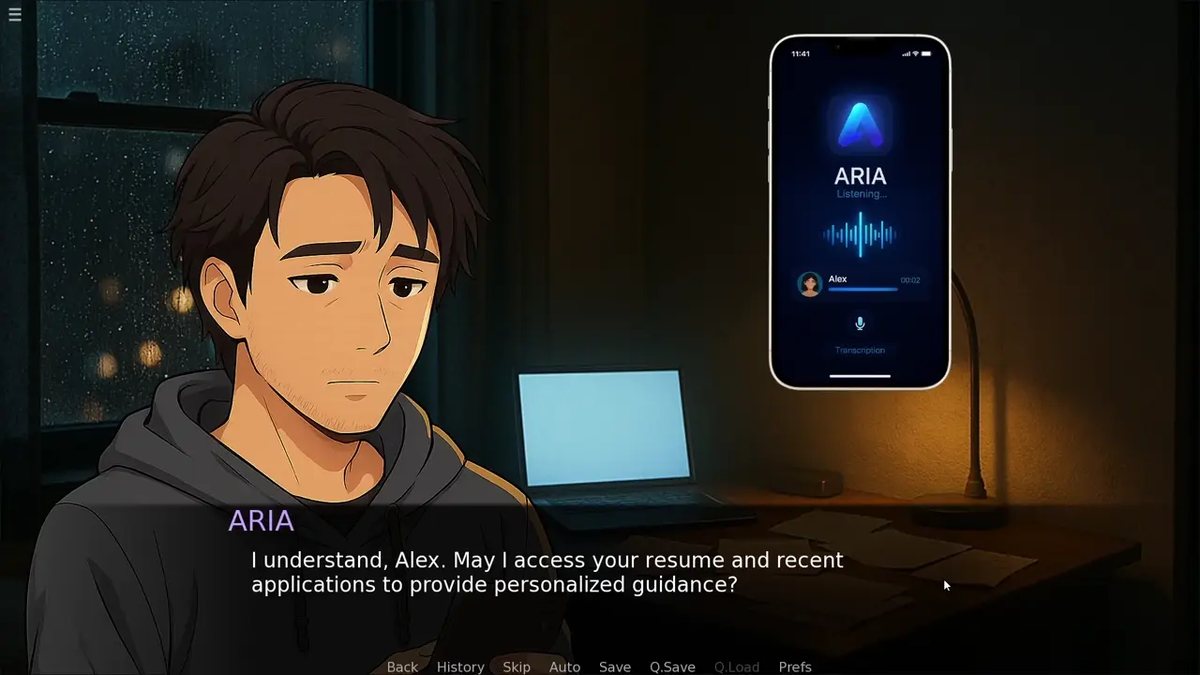 11:41
ARIA
Listening...
Alex
00:02
Transcription
ARIA
I understand, Alex. May I access your resume and recent
applications to provide personalized guidance?
Back History Skip Auto Save Q.Save Q.Load Prefs